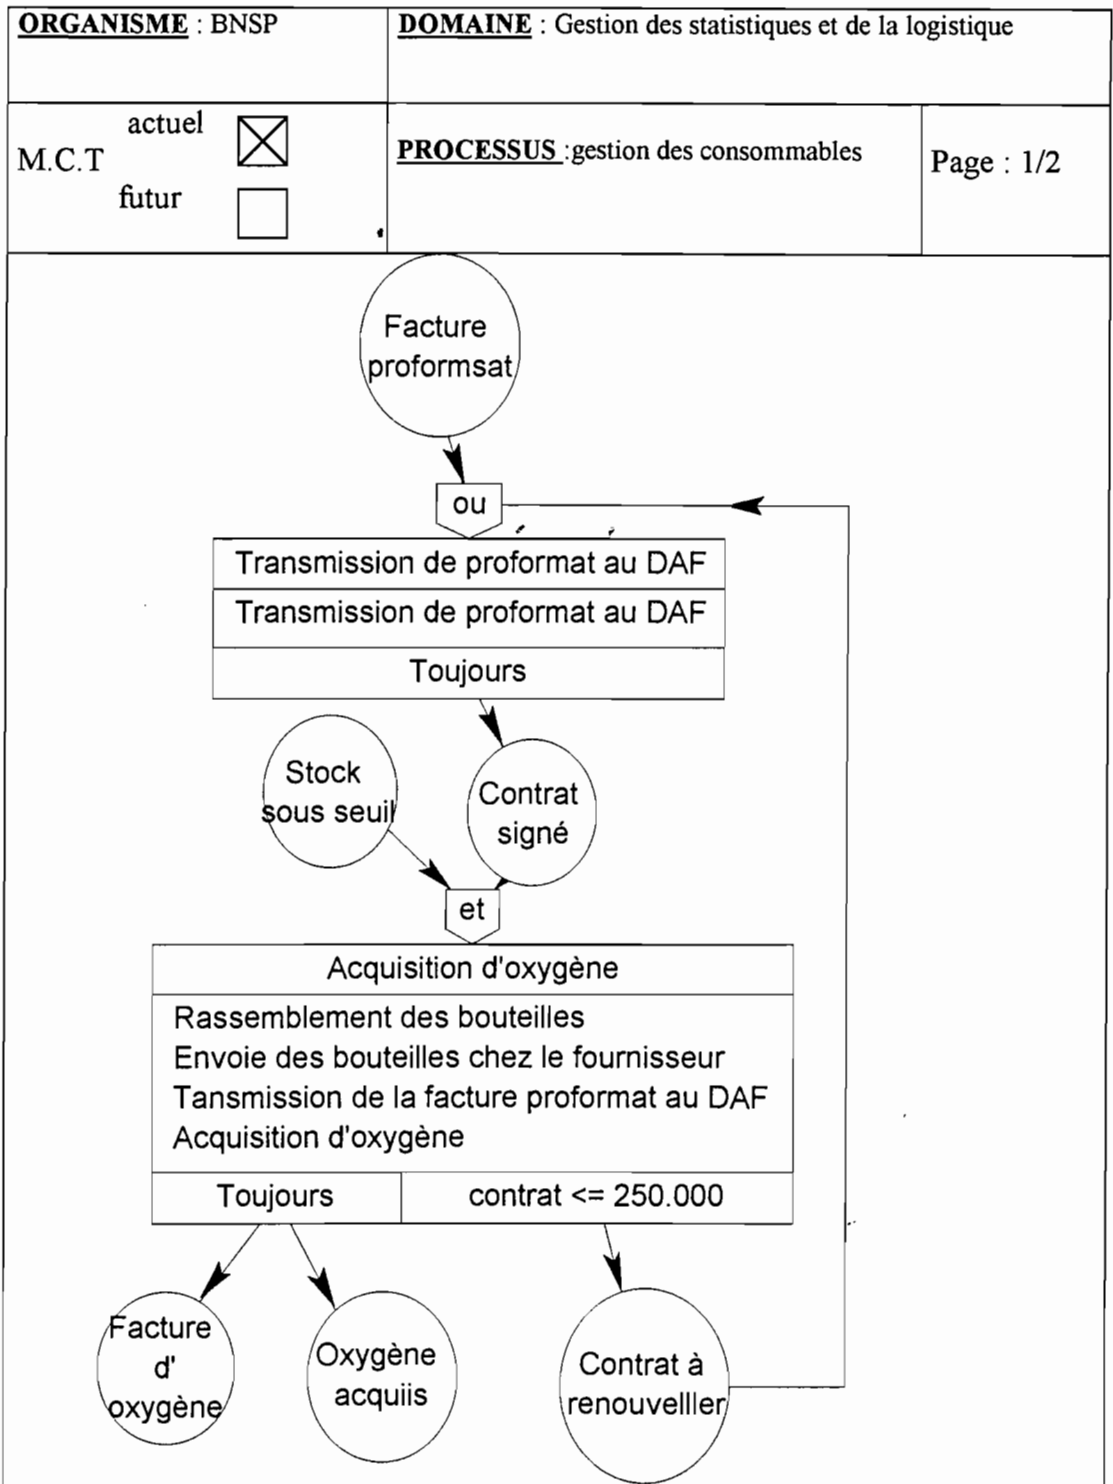 ORGANISME : BNSP
DOMAINE : Gestion des statistiques et de la logistique
M.C.T
actuel
futur
PROCESSUS :gestion des consommables
Page : 1/2
Facture
proformsat
ou
Transmission de proformat au DAF
Transmission de proformat au DAF
Toujours
Stock
sous seuil
Contrat
signé
et
Acquisition d'oxygène
Rassemblement des bouteilles
Envoie des bouteilles chez le fournisseur
Tansmission de la facture proformat au DAF
Acquisition d'oxygène
Toujours
contrat <= 250.000
Facture
d'
oxygène
Oxygène
acquiis
Contrat à
renouvelller